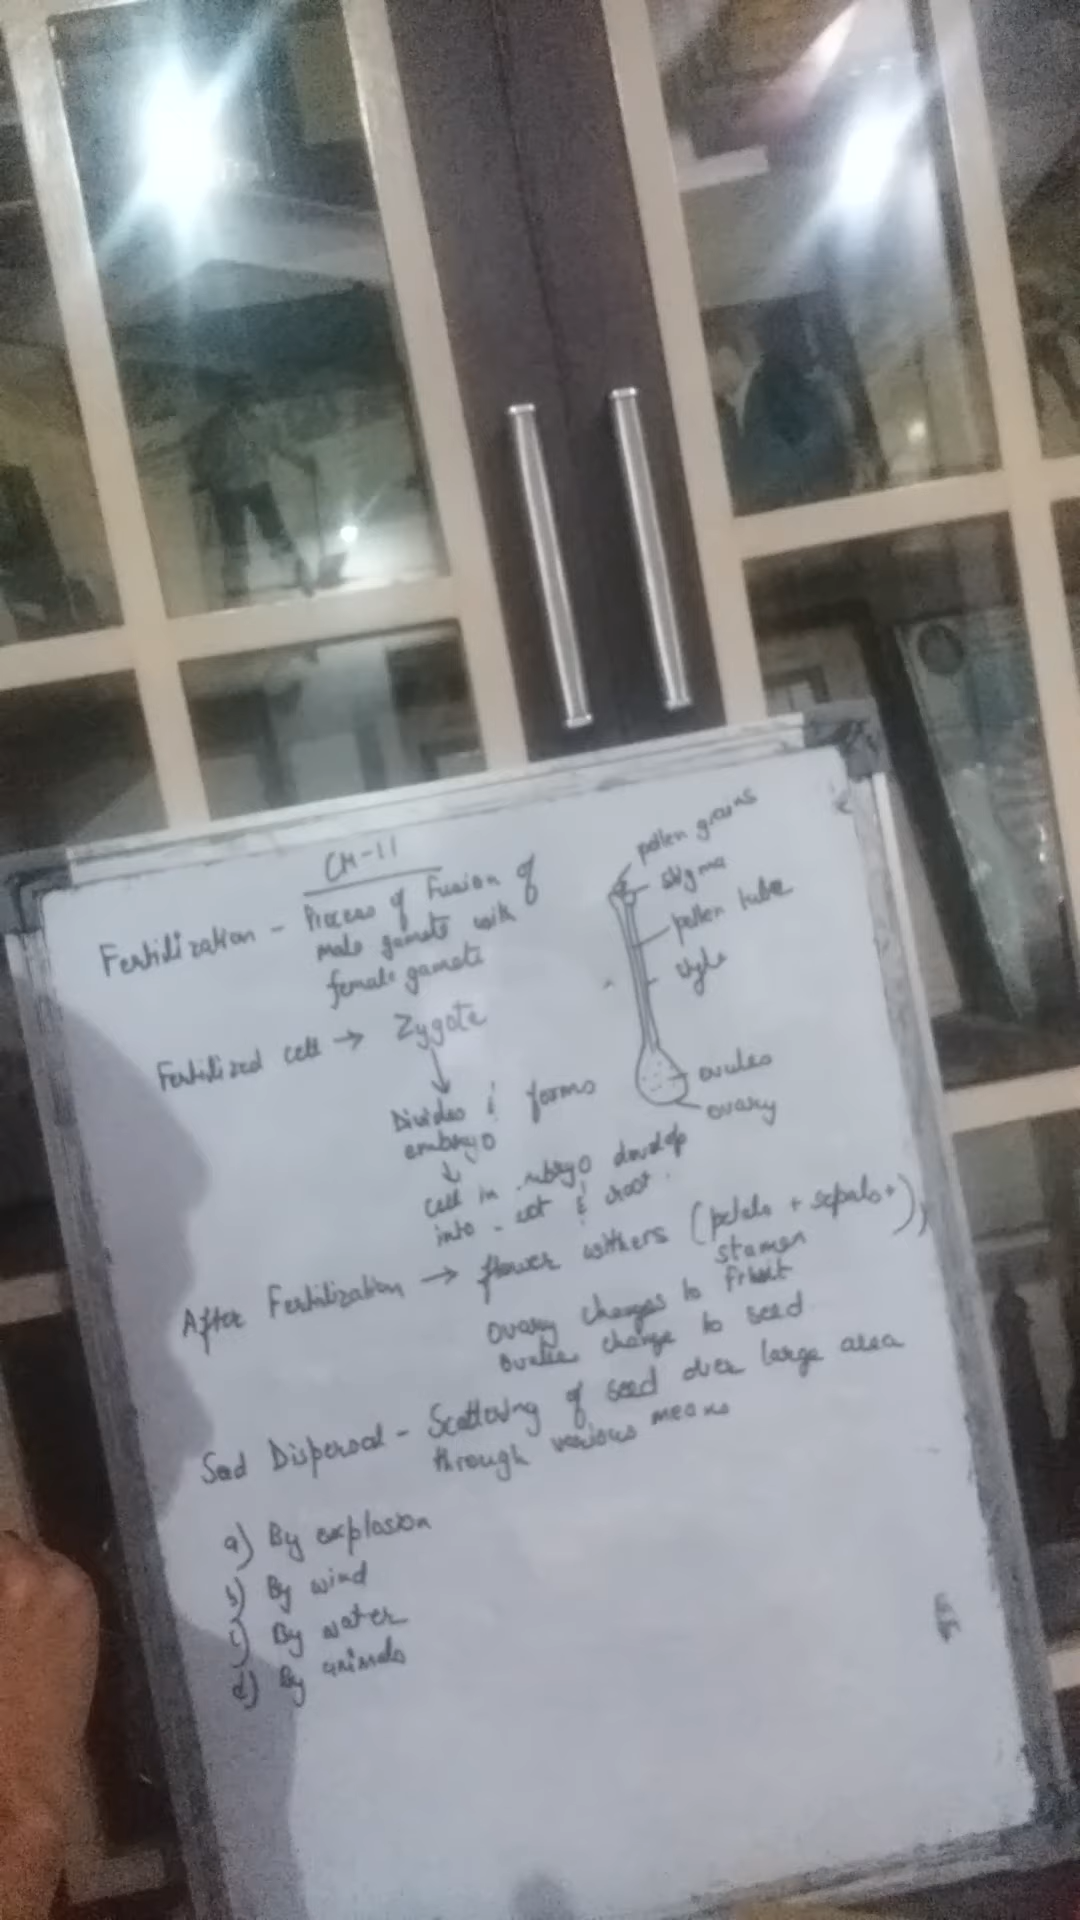 CH-11
Fertilization - Process of Fusion of
male gamete with
female gamete
pollen grains
stigma
pollen tube
style
ovules
ovary
Fertilized cell → Zygote
↓
Divides & forms
embryo
↓
cell in embryo develop
into root.
After Fertilization → flower withers (petals + sepals +
stamen),
Ovary changes to Fruit
Ovules change to seed
Seed Dispersal - Scattering of seed over large area
through various means
a) By explosion
b) By wind
c) By water
d) By animals